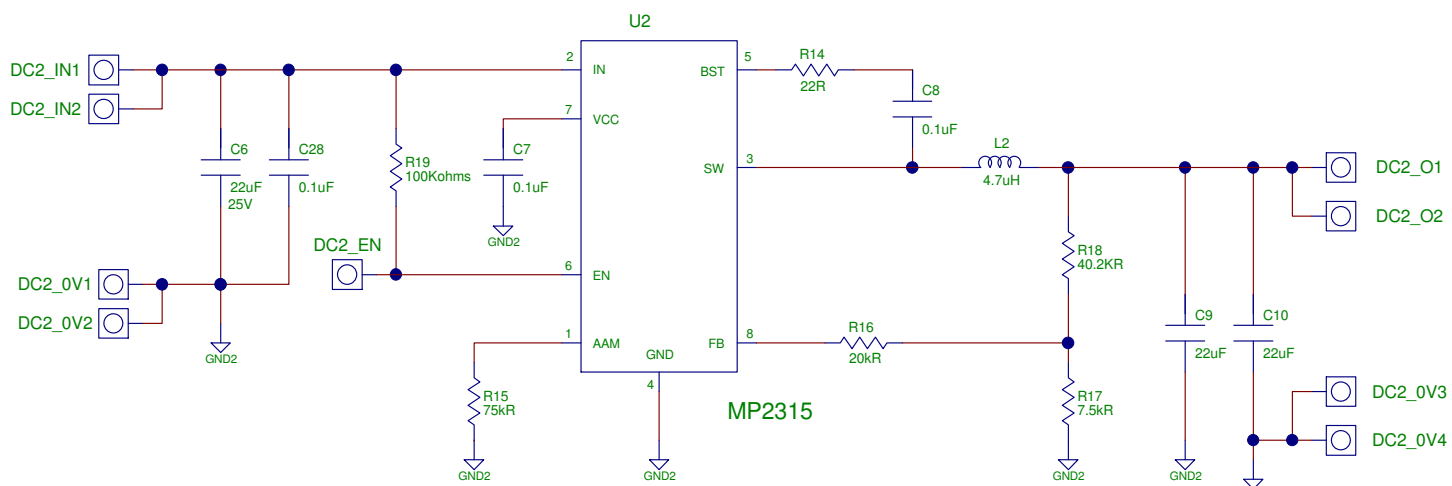 U2
DC2_IN1
DC2_IN2
2
IN
7
VCC
5
BST
R14
22R
C8
0.1uF
C6
22uF
25V
C28
0.1uF
R19
100Kohms
C7
0.1uF
GND2
SW
3
L2
4.7uH
DC2_O1
DC2_O2
DC2_EN
6
EN
R18
40.2KR
DC2_0V1
DC2_0V2
GND2
1
AAM
GND
4
FB
8
R16
20kR
C9
22uF
C10
22uF
R15
75kR
GND2
GND2
MP2315
R17
7.5kR
GND2
GND2
DC2_0V3
DC2_0V4